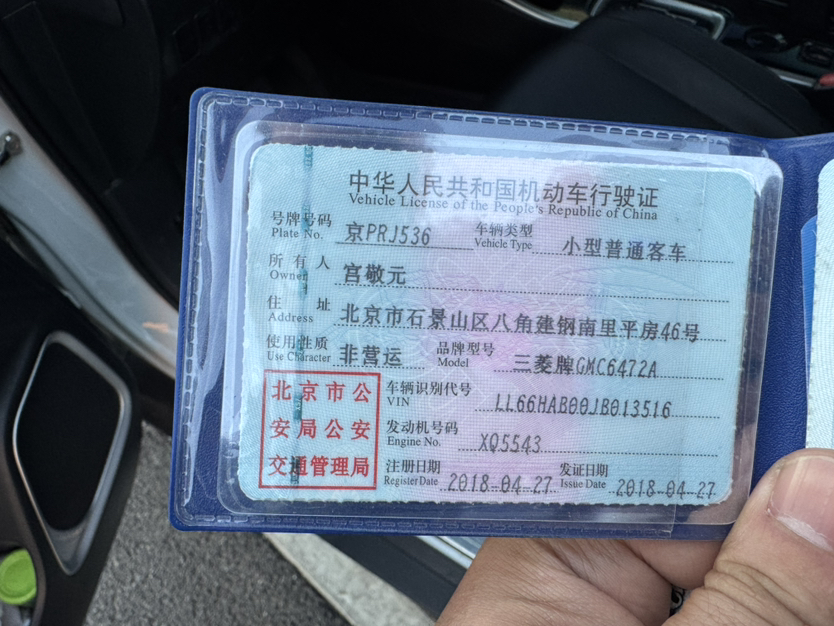 中华人民共和国机动车行驶证
Vehicle License of the People's Republic of China
号牌号码 Plate No. 京PRJ536 车辆类型 Vehicle Type 小型普通客车
所有人 Owner 宫敬元
住址 Address 北京市石景山区八角建钢南里平房46号
使用性质 Use Character 非营运 品牌型号 Model 三菱牌GMC6472A
北京市公
安局公安
交通管理局
车辆识别代号 VIN LL66HAB00JB013516
发动机号码 Engine No. XQ5543
注册日期 Register Date 2018-04-27 发证日期 Issue Date 2018-04-27